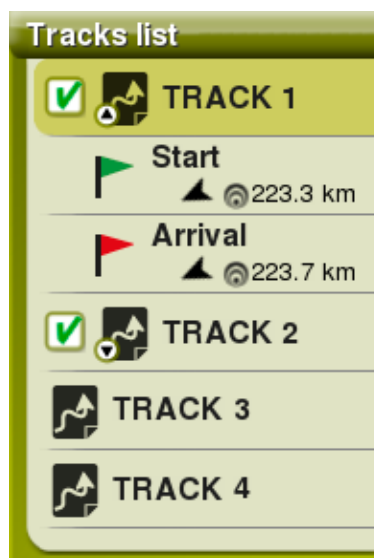 Tracks list
TRACK 1
Start
223.3 km
Arrival
223.7 km
TRACK 2
TRACK 3
TRACK 4